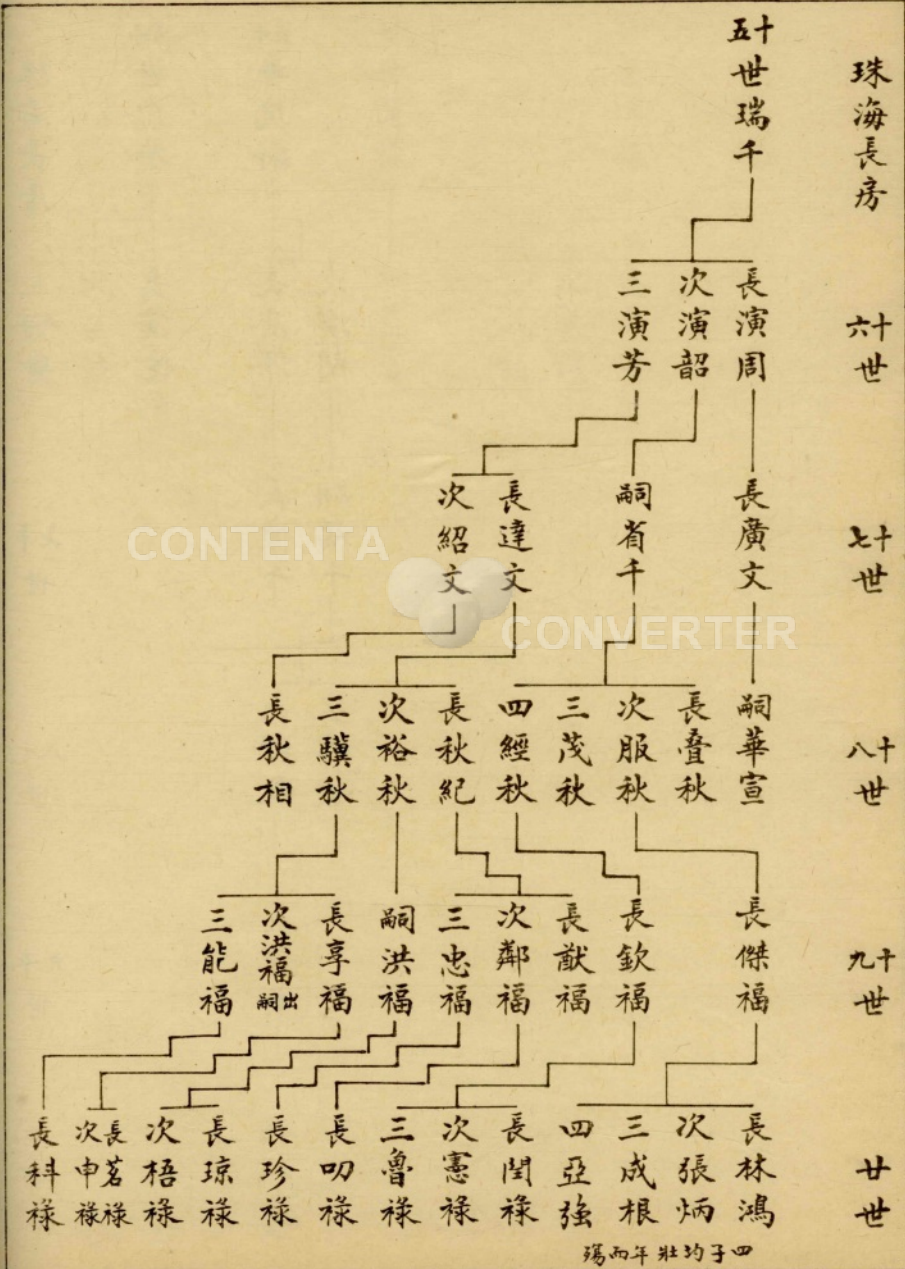 珠海長房
十五世瑞千
十六世
長演周
次演韶
三演芳
十七世
長廣文
嗣省千
長達文
次紹文
十八世
嗣華宣
長疊秋
次服秋
三茂秋
四經秋
長秋紀
次裕秋
三驥秋
長秋相
十九世
長傑福
長欽福
長猷福
次鄰福
三忠福
嗣洪福
長享福
次洪福出嗣
三能福
廿世
長林鴻
次張炳
三成根
四亞強
長閏祿
次憲祿
三魯祿
長叨祿
長珍祿
長琼祿
次梧祿
長茗祿
次申祿
長科祿
四子均壯年而殤
CONTENTA
CONVERTER